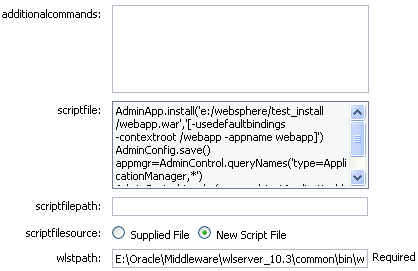 additionalcommands:
scriptfile:
AdminApp.install('e:/websphere/test_install
/webapp.war','[-usedefaultbindings
-contextroot /webapp -appname webapp]')
AdminConfig.save()
appmgr=AdminControl.queryNames('type=Appli
cationManager,*')
scriptfilepath:
scriptfilesource: Supplied File New Script File
wlstpath: E:\Oracle\Middleware\wlserver_10.3\common\bin\w Required